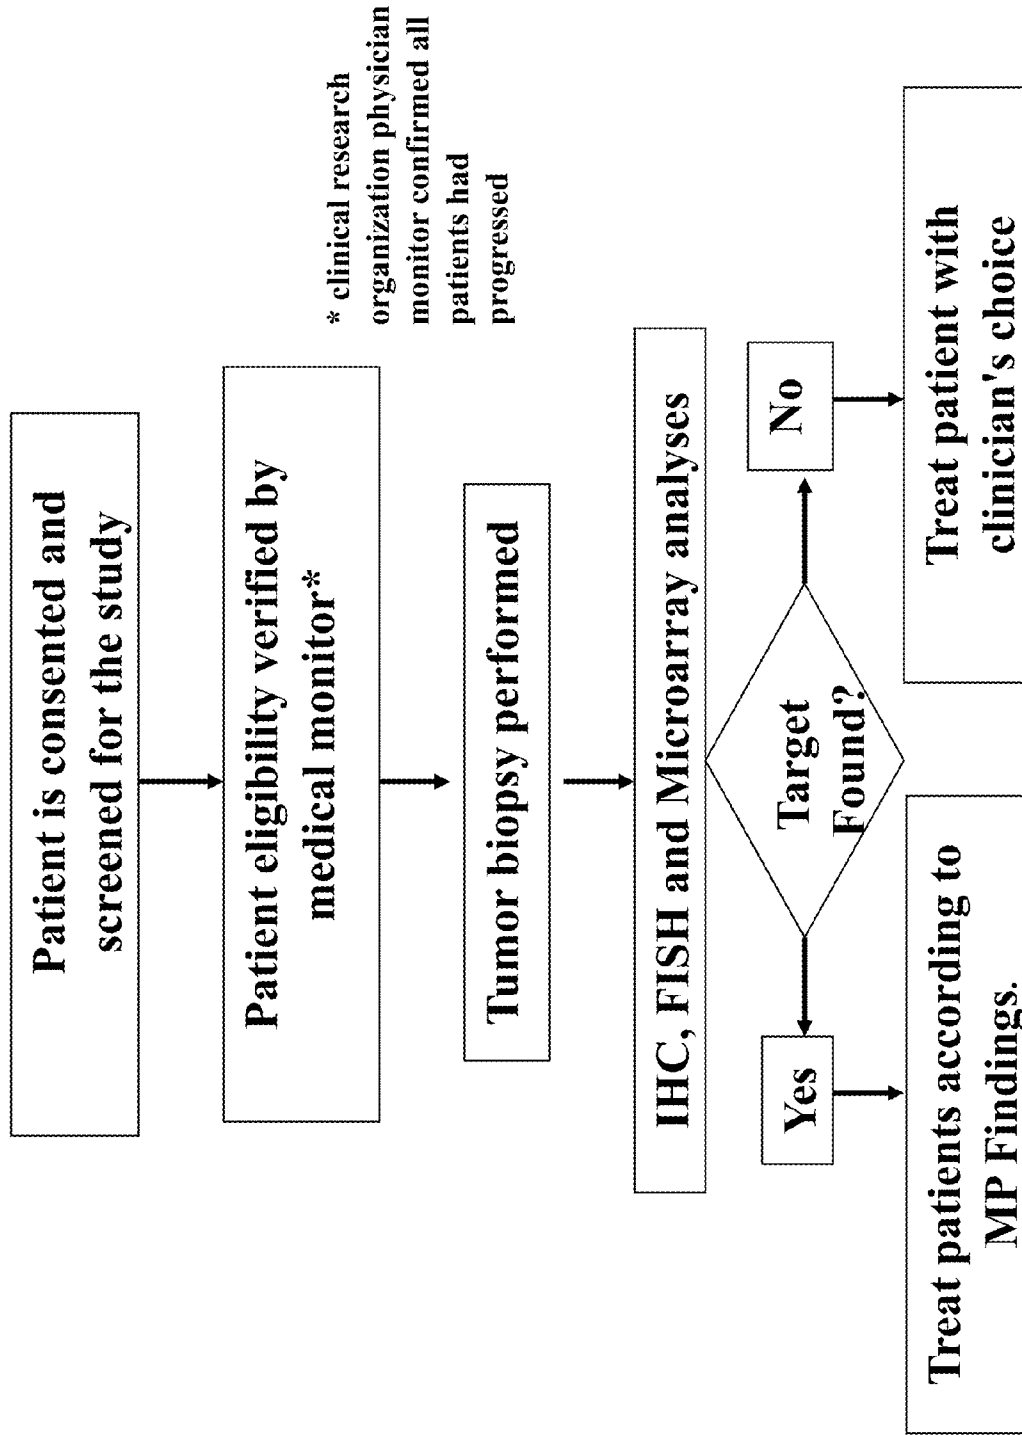 Patient is consented and
screened for the study
Patient eligibility verified by
medical monitor*
* clinical research
organization physician
monitor confirmed all
patients had
progressed
Tumor biopsy performed
IHC, FISH and Microarray analyses
Target
Found?
Yes
No
Treat patients according to
MP Findings.
Treat patient with
clinician's choice